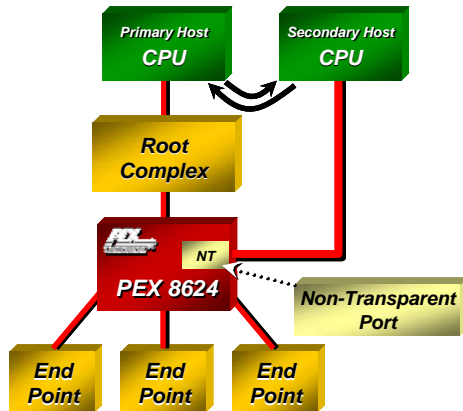 Primary Host
CPU
Secondary Host
CPU
Root
Complex
PEX
NT
PEX 8624
Non-Transparent
Port
End
Point
End
Point
End
Point